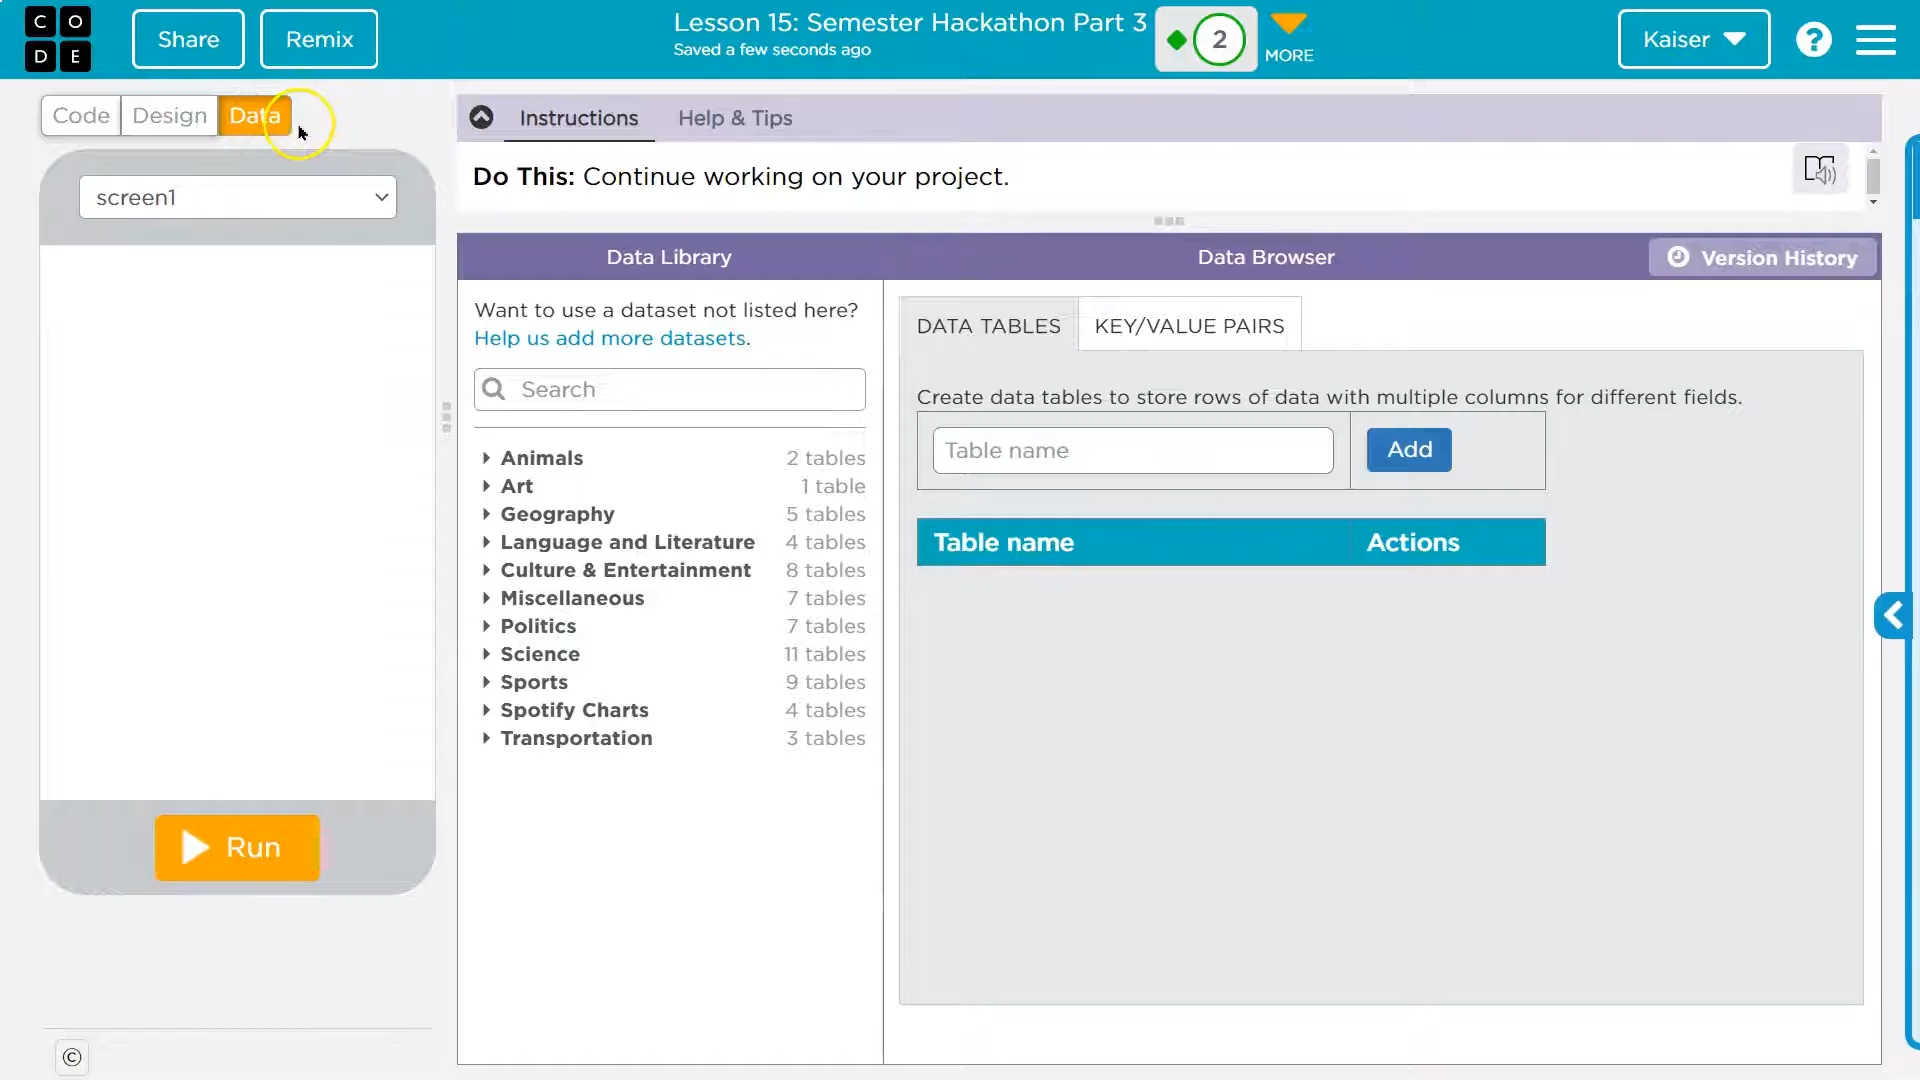 C O
D E
Share
Remix
Lesson 15: Semester Hackathon Part 3
Saved a few seconds ago
2
MORE
Kaiser
?
Code
Design
Data
Instructions
Help & Tips
Do This: Continue working on your project.
screen1
Data Library
Data Browser
Version History
Want to use a dataset not listed here?
Help us add more datasets.
Search
Animals 2 tables
Art 1 table
Geography 5 tables
Language and Literature 4 tables
Culture & Entertainment 8 tables
Miscellaneous 7 tables
Politics 7 tables
Science 11 tables
Sports 9 tables
Spotify Charts 4 tables
Transportation 3 tables
DATA TABLES
KEY/VALUE PAIRS
Create data tables to store rows of data with multiple columns for different fields.
Table name
Add
Table name Actions
Run
©